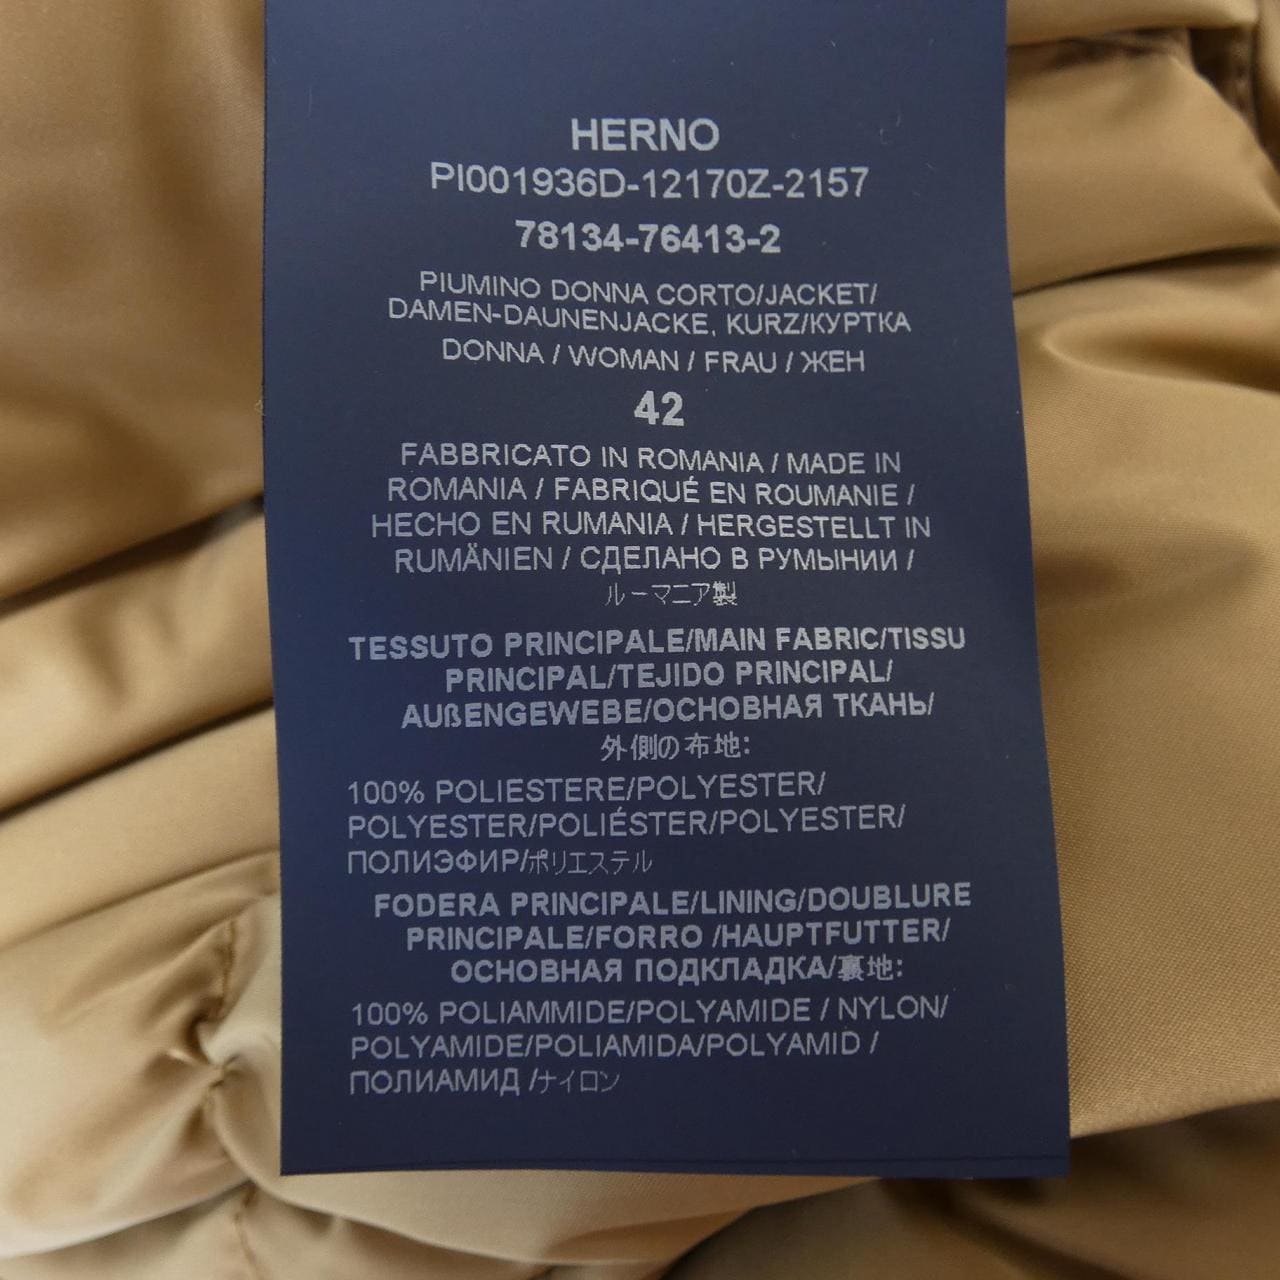 HERNO
PI001936D-12170Z-2157
78134-76413-2
PIUMINO DONNA CORTO/JACKET/
DAMEN-DAUNENJACKE, KURZ/КУРТКА
DONNA / WOMAN / FRAU / ЖЕН
42
FABBRICATO IN ROMANIA / MADE IN
ROMANIA / FABRIQUÉ EN ROUMANIE /
HECHO EN RUMANIA / HERGESTELLT IN
RUMÄNIEN / СДЕЛАНО В РУМЫНИИ /
ルーマニア製
TESSUTO PRINCIPALE/MAIN FABRIC/TISSU
PRINCIPAL/TEJIDO PRINCIPAL/
AUßENGEWEBE/ОСНОВНАЯ ТКАНЬ/
外側の布地:
100% POLIESTERE/POLYESTER/
POLYESTER/POLIÉSTER/POLYESTER/
ПОЛИЭФИР/ポリエステル
FODERA PRINCIPALE/LINING/DOUBLURE
PRINCIPALE/FORRO /HAUPTFUTTER/
ОСНОВНАЯ ПОДКЛАДКА/裏地:
100% POLIAMMIDE/POLYAMIDE / NYLON/
POLYAMIDE/POLIAMIDA/POLYAMID /
ПОЛИАМИД /ナイロン